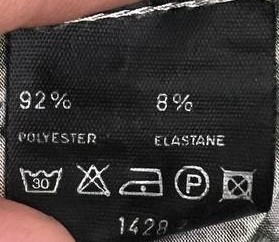 92% 8%
POLYESTER ELASTANE
30 P
1428